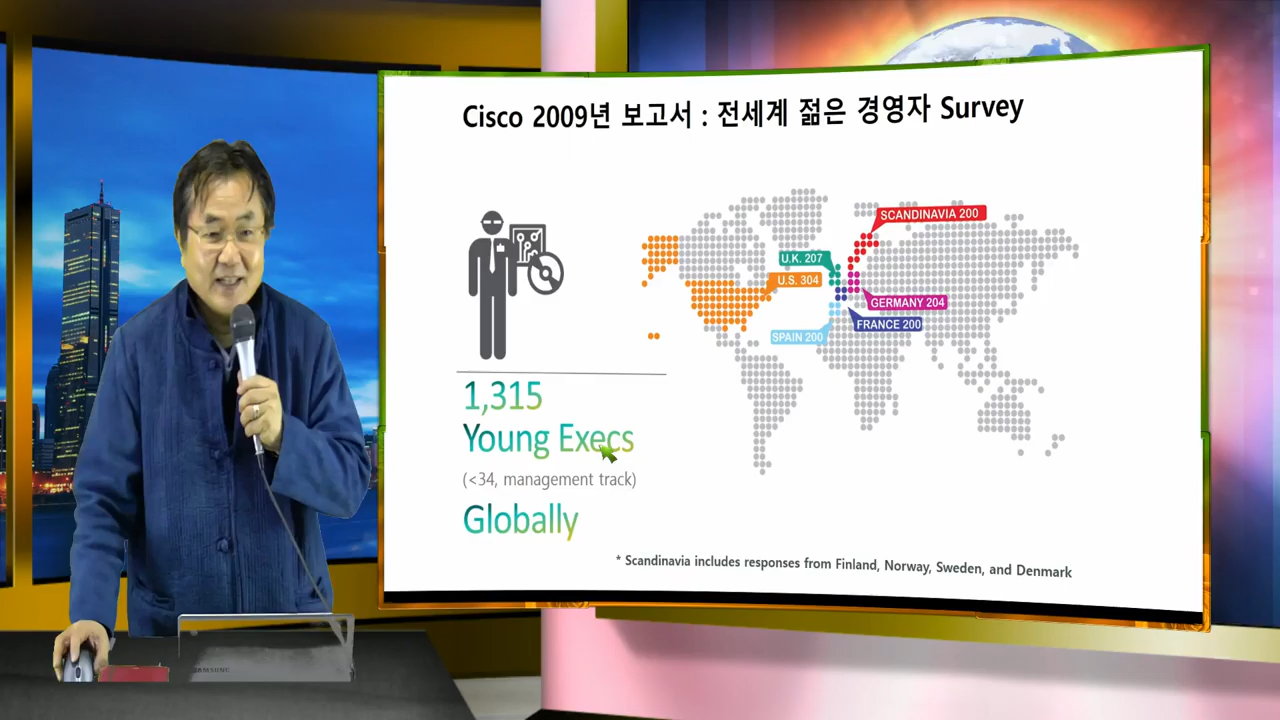 Cisco 2009년 보고서 : 전세계 젊은 경영자 Survey
SCANDINAVIA 200
U.K. 207
U.S. 304
GERMANY 204
FRANCE 200
SPAIN 200
1,315
Young Execs
(<34, management track)
Globally
* Scandinavia includes responses from Finland, Norway, Sweden, and Denmark
SAMSUNG